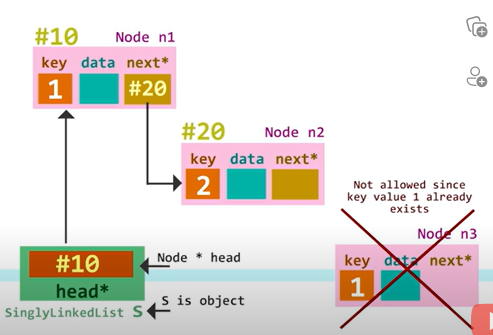 #10 Node n1
key data next*
1 #20
#20 Node n2
key data next*
2
Not allowed since
key value 1 already
exists
Node n3
key data next*
1
#10
Node * head
head*
SinglyLinkedList S
S is object